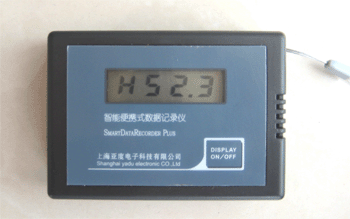 H52.3
智能便携式数据记录仪
SMARTDATARECORDER PLUS
上海亚度电子科技有限公司
Shanghai yadu electronic CO.,Ltd
DISPLAY
ON/OFF